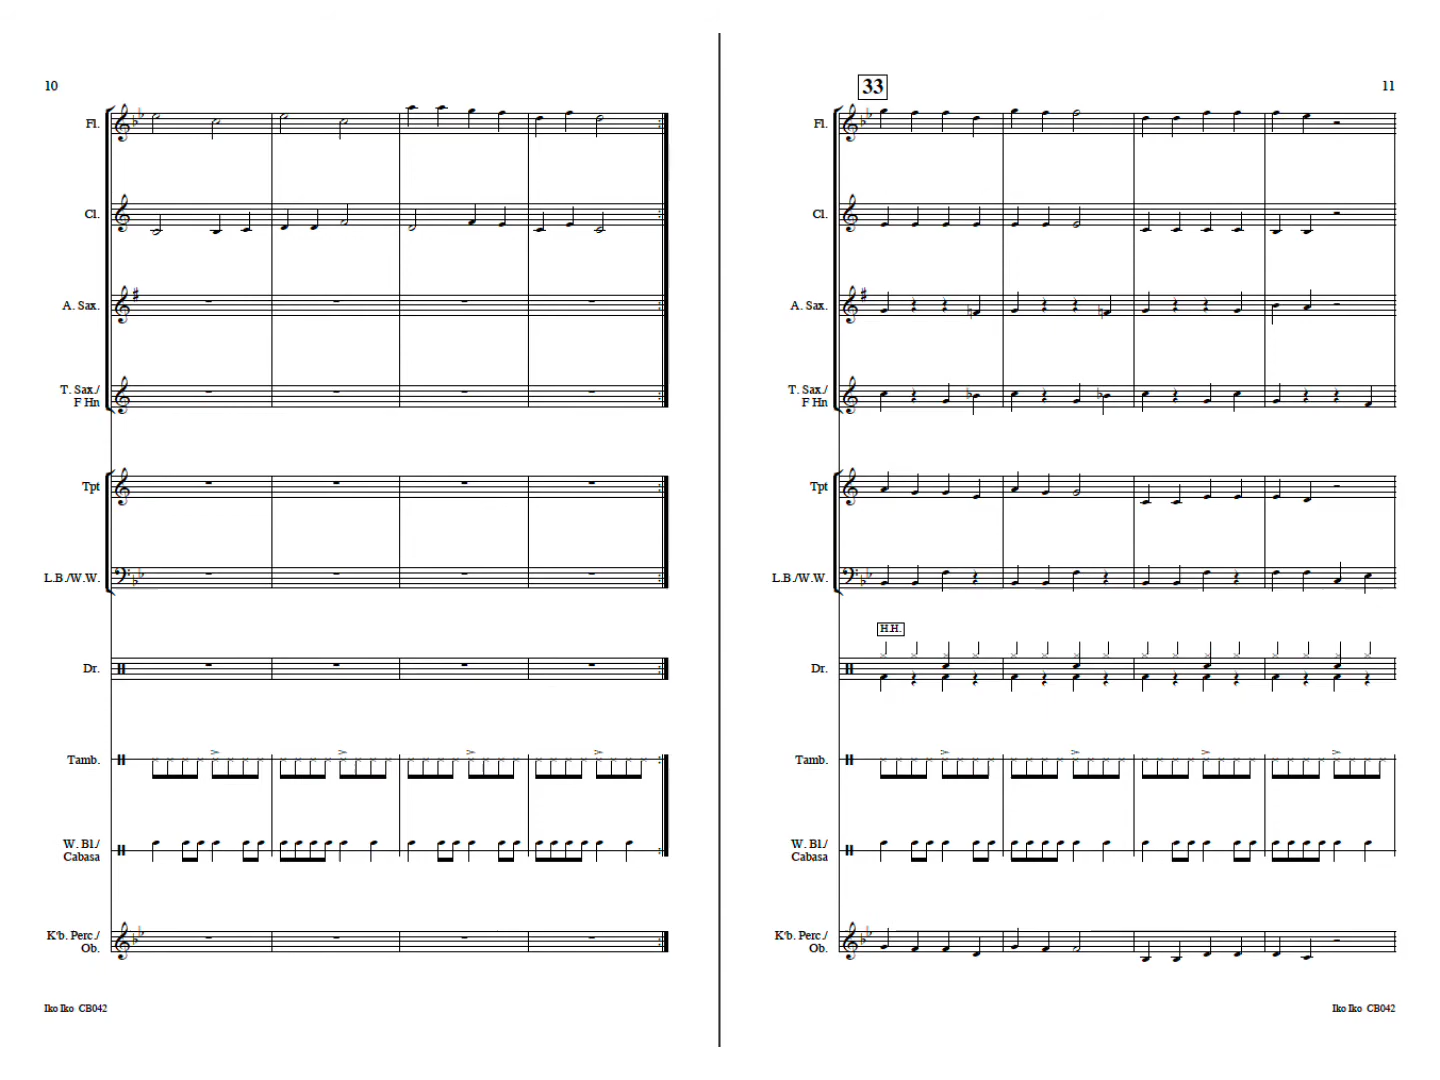 10
Fl.
Cl.
A. Sax.
T. Sax./
F Hn
Tpt
L.B./W.W.
Dr.
Tamb.
W. Bl./
Cabasa
K'b. Perc./
Ob.
Iko Iko CB042
33
11
Fl.
Cl.
A. Sax.
T. Sax./
F Hn
Tpt
L.B./W.W.
H.H.
Dr.
Tamb.
W. Bl./
Cabasa
K'b. Perc./
Ob.
Iko Iko CB042